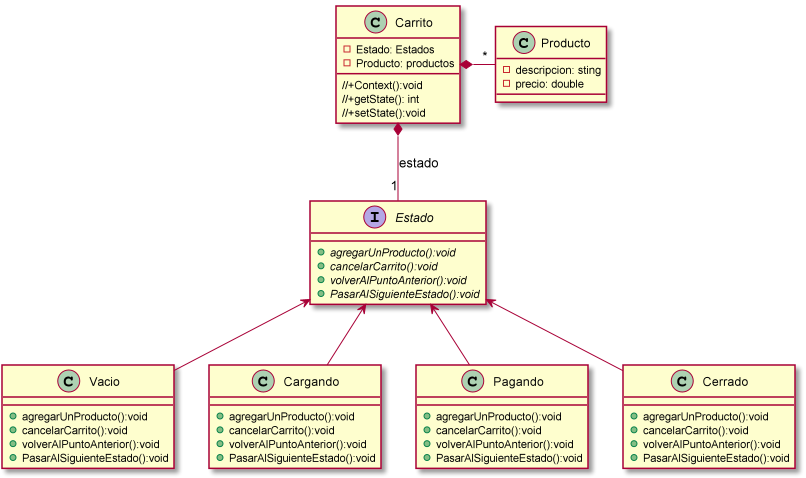 C Carrito
Estado: Estados
Producto: productos
//+Context():void
//+getState(): int
//+setState():void
*
C Producto
descripcion: sting
precio: double
estado
1
I Estado
agregarUnProducto():void
cancelarCarrito():void
volverAlPuntoAnterior():void
PasarAlSiguienteEstado():void
C Vacio
agregarUnProducto():void
cancelarCarrito():void
volverAlPuntoAnterior():void
PasarAlSiguienteEstado():void
C Cargando
agregarUnProducto():void
cancelarCarrito():void
volverAlPuntoAnterior():void
PasarAlSiguienteEstado():void
C Pagando
agregarUnProducto():void
cancelarCarrito():void
volverAlPuntoAnterior():void
PasarAlSiguienteEstado():void
C Cerrado
agregarUnProducto():void
cancelarCarrito():void
volverAlPuntoAnterior():void
PasarAlSiguienteEstado():void